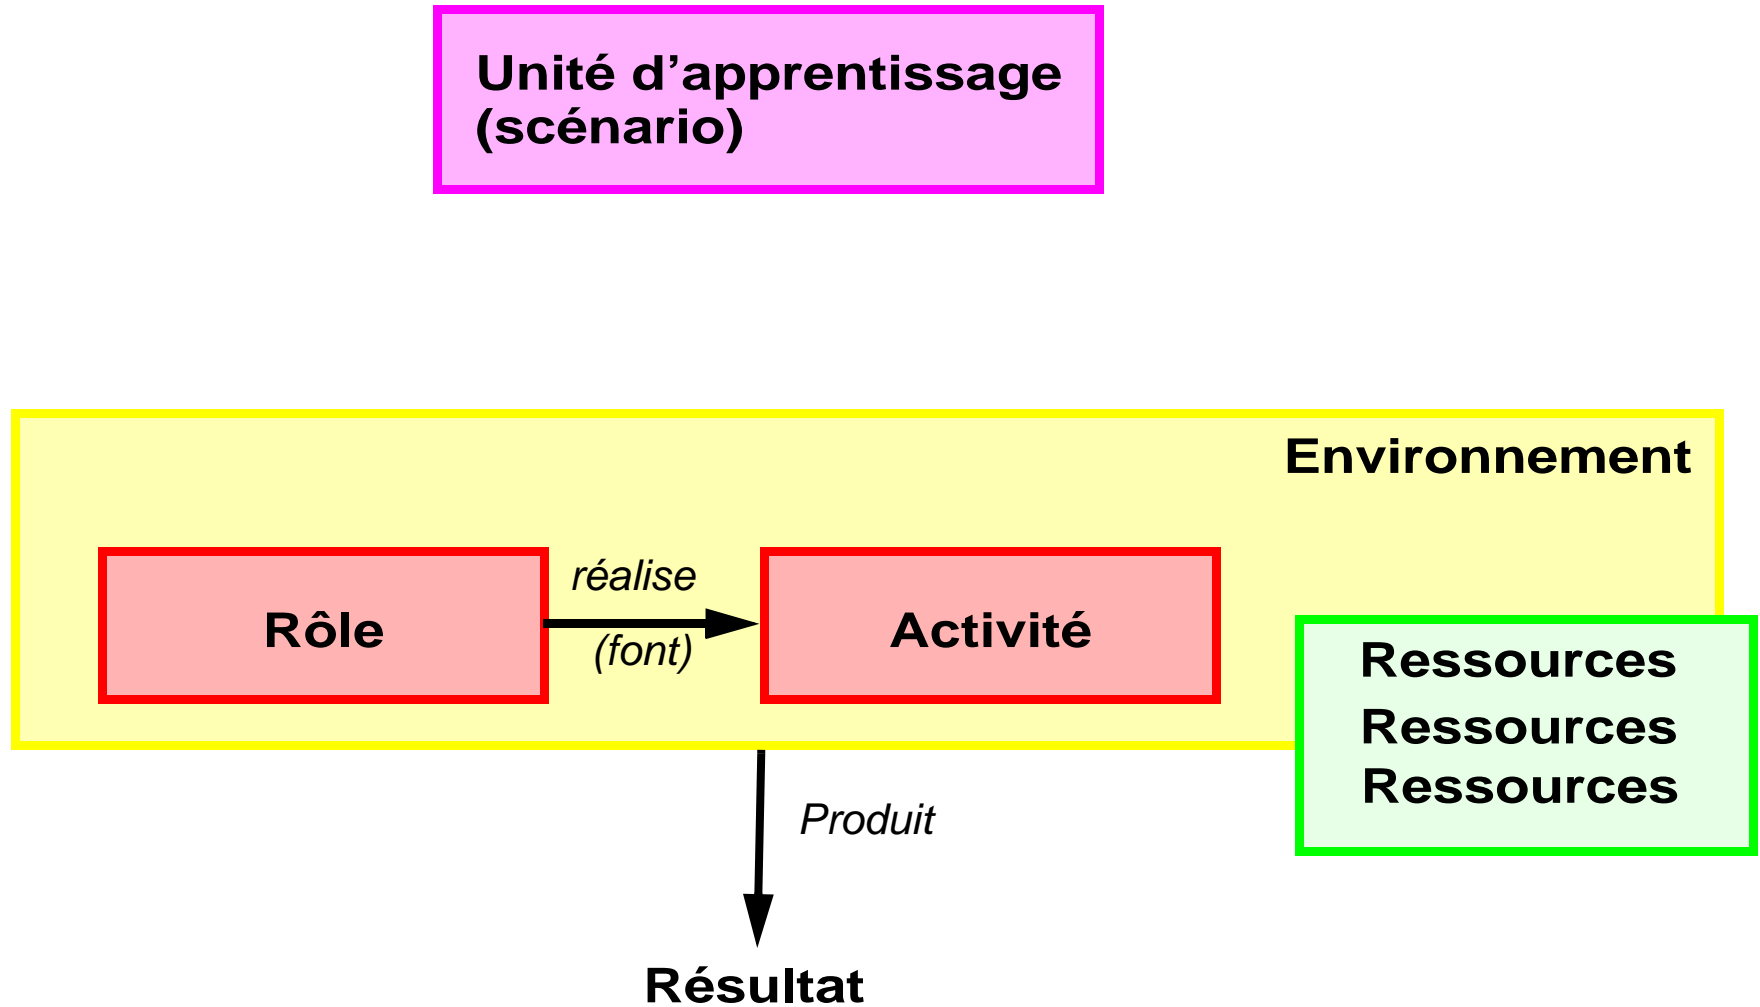 Unité d’apprentissage
(scénario)
Environnement
réalise
Rôle
(font)
Activité
Ressources
Ressources
Ressources
Produit
Résultat